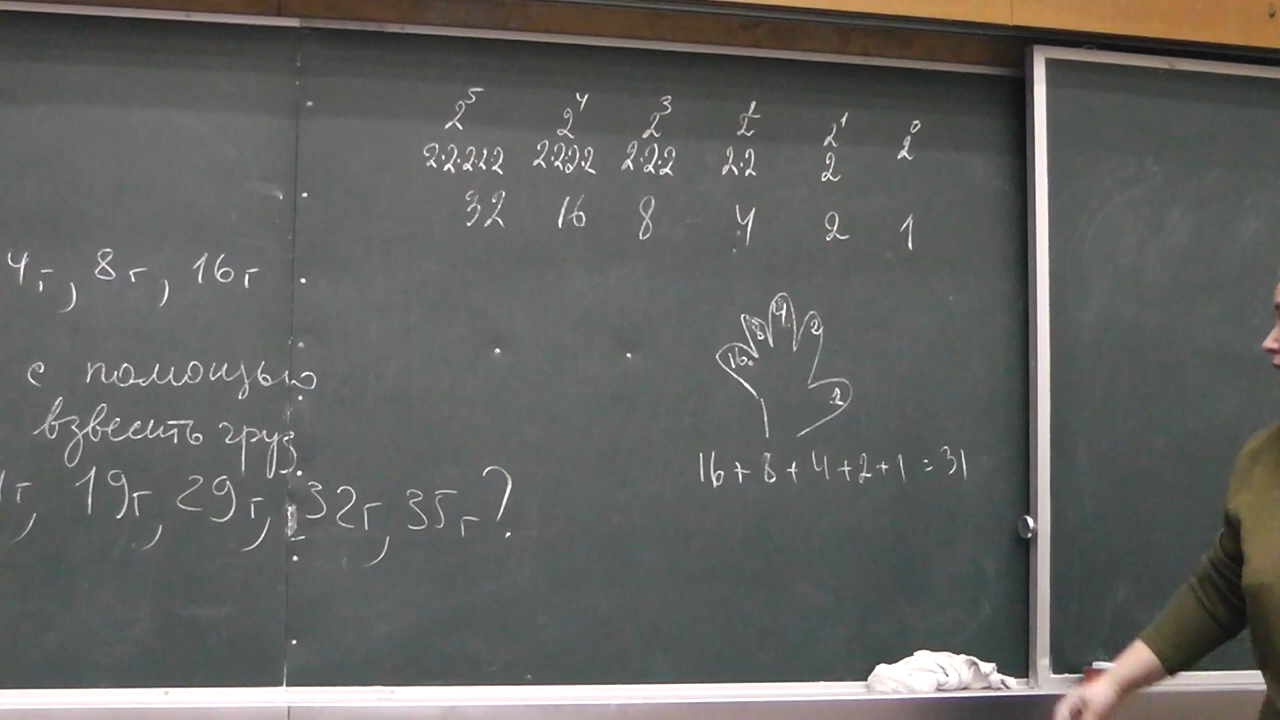 4г, 8г, 16г
с помощью
взвесить груз
г, 19г, 29г, 32г, 35г?
2⁵ 2⁴ 2³ 2² 2¹ 2⁰
2·2·2·2·2 2·2·2·2 2·2·2 2·2 2
32 16 8 4 2 1
16 8 4 2 1
16+8+4+2+1=31